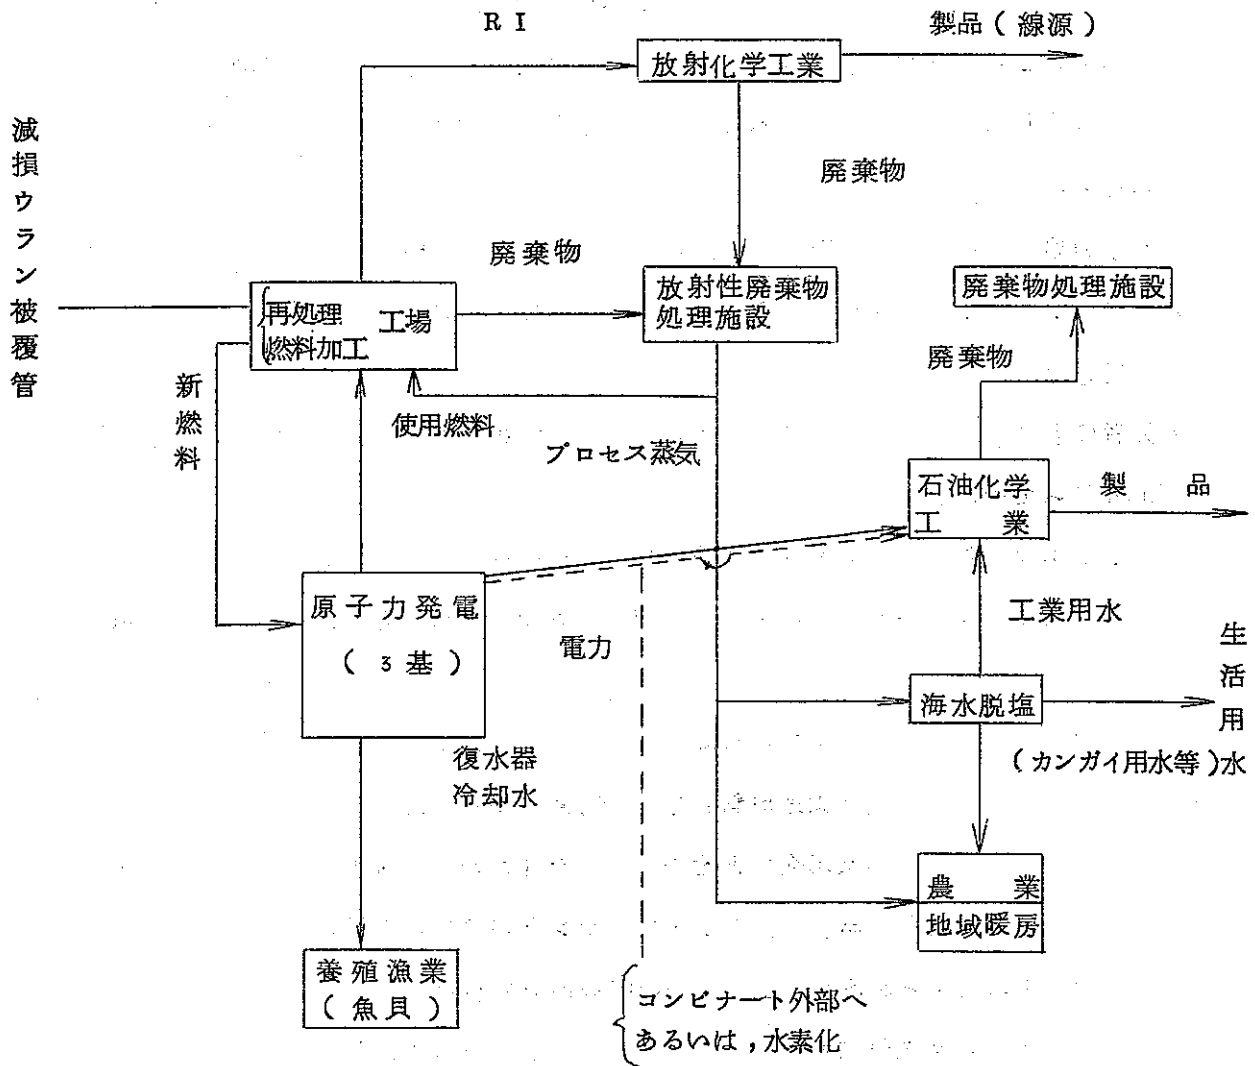 RI
製品（線源）
放射化学工業
減損ウラン被覆管
廃棄物
廃棄物
放射性廃棄物
処理施設
廃棄物処理施設
再処理
燃料加工
工場
廃棄物
新燃料
使用燃料
プロセス蒸気
石油化学
工業
製品
原子力発電
（3基）
電力
工業用水
生活用水
海水脱塩
（カンガイ用水等）
復水器
冷却水
農業
地域暖房
養殖漁業
（魚貝）
コンビナート外部へ
あるいは，水素化